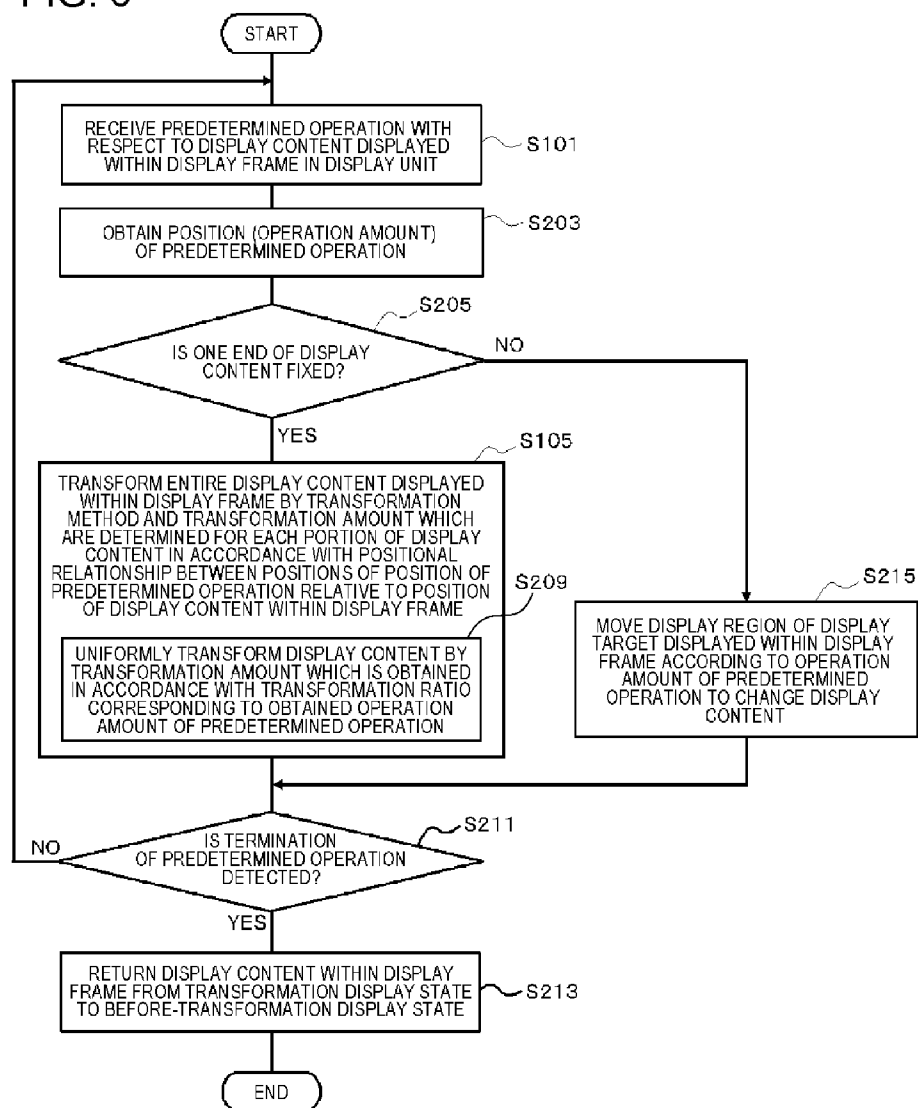 START
RECEIVE PREDETERMINED OPERATION WITH
RESPECT TO DISPLAY CONTENT DISPLAYED
WITHIN DISPLAY FRAME IN DISPLAY UNIT
S101
OBTAIN POSITION (OPERATION AMOUNT)
OF PREDETERMINED OPERATION
S203
S205
IS ONE END OF DISPLAY
CONTENT FIXED?
NO
YES
S105
TRANSFORM ENTIRE DISPLAY CONTENT DISPLAYED
WITHIN DISPLAY FRAME BY TRANSFORMATION
METHOD AND TRANSFORMATION AMOUNT WHICH
ARE DETERMINED FOR EACH PORTION OF DISPLAY
CONTENT IN ACCORDANCE WITH POSITIONAL
RELATIONSHIP BETWEEN POSITIONS OF POSITION OF
PREDETERMINED OPERATION RELATIVE TO POSITION
OF DISPLAY CONTENT WITHIN DISPLAY FRAME
S209
UNIFORMLY TRANSFORM DISPLAY CONTENT BY
TRANSFORMATION AMOUNT WHICH IS OBTAINED
IN ACCORDANCE WITH TRANSFORMATION RATIO
CORRESPONDING TO OBTAINED OPERATION
AMOUNT OF PREDETERMINED OPERATION
S215
MOVE DISPLAY REGION OF DISPLAY
TARGET DISPLAYED WITHIN DISPLAY
FRAME ACCORDING TO OPERATION
AMOUNT OF PREDETERMINED
OPERATION TO CHANGE DISPLAY
CONTENT
S211
IS TERMINATION
OF PREDETERMINED OPERATION
DETECTED?
NO
YES
RETURN DISPLAY CONTENT WITHIN DISPLAY
FRAME FROM TRANSFORMATION DISPLAY STATE
TO BEFORE-TRANSFORMATION DISPLAY STATE
S213
END